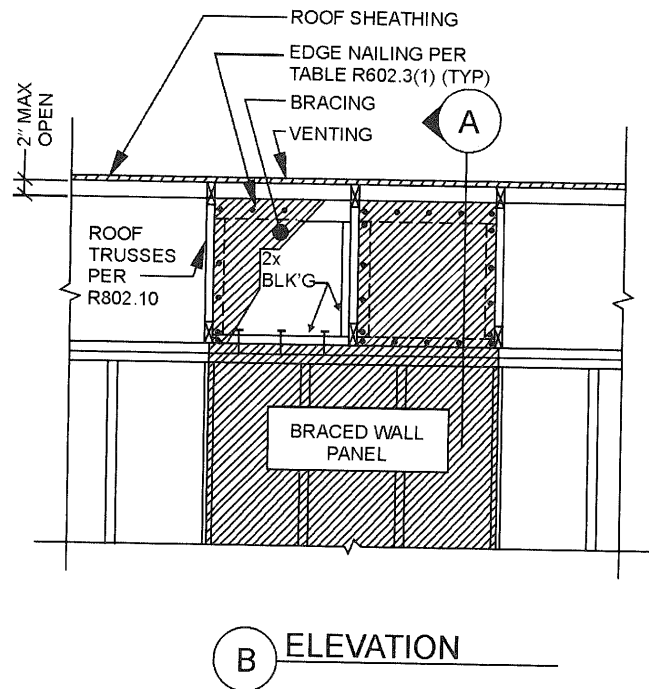 ROOF SHEATHING
EDGE NAILING PER
TABLE R602.3(1) (TYP)
BRACING
VENTING
A
2" MAX
OPEN
ROOF
TRUSSES
PER
R802.10
2x
BLK'G
BRACED WALL
PANEL
B ELEVATION